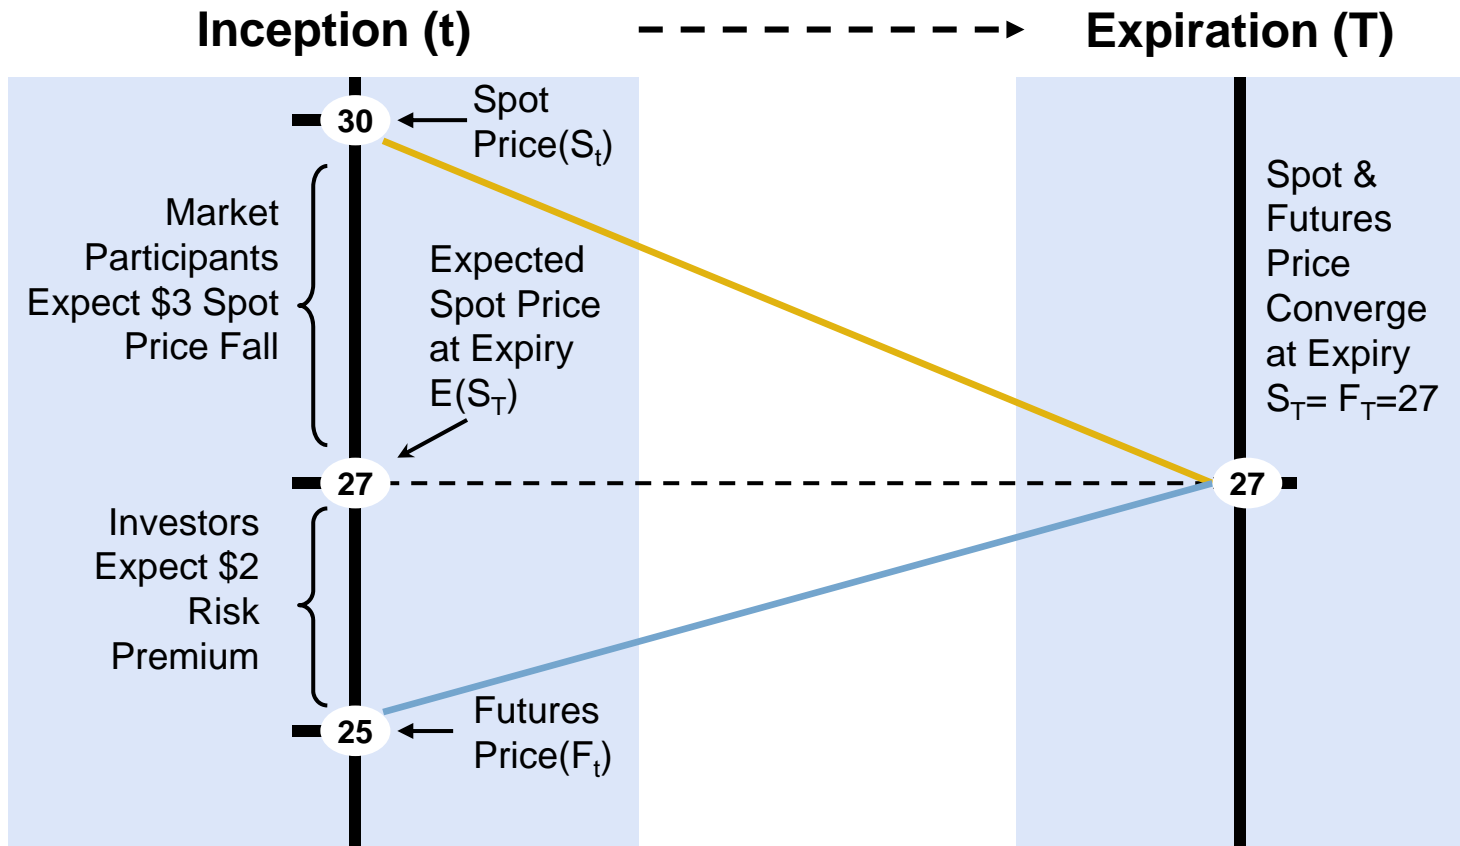 Inception (t)
Expiration (T)
30
Spot
Price(St)
Market
Participants
Expect $3 Spot
Price Fall
Expected
Spot Price
at Expiry
E(ST)
27
Investors
Expect $2
Risk
Premium
25
Futures
Price(Ft)
Spot &
Futures
Price
Converge
at Expiry
ST= FT=27
27